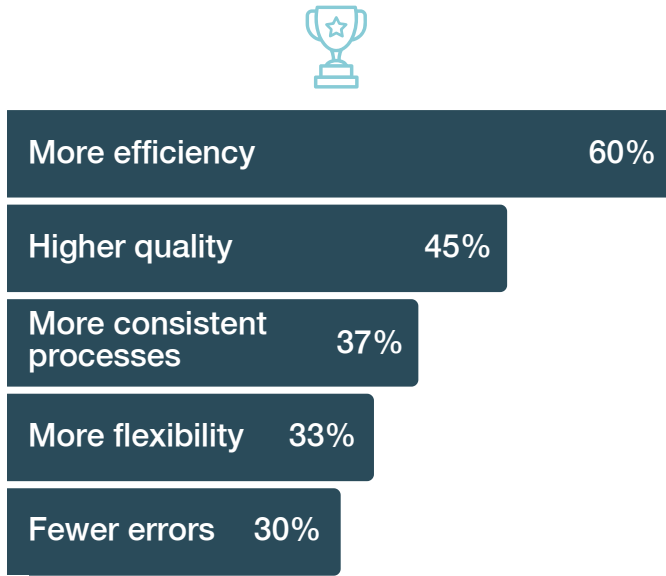 More efficiency 60%
Higher quality 45%
More consistent
processes 37%
More flexibility 33%
Fewer errors 30%